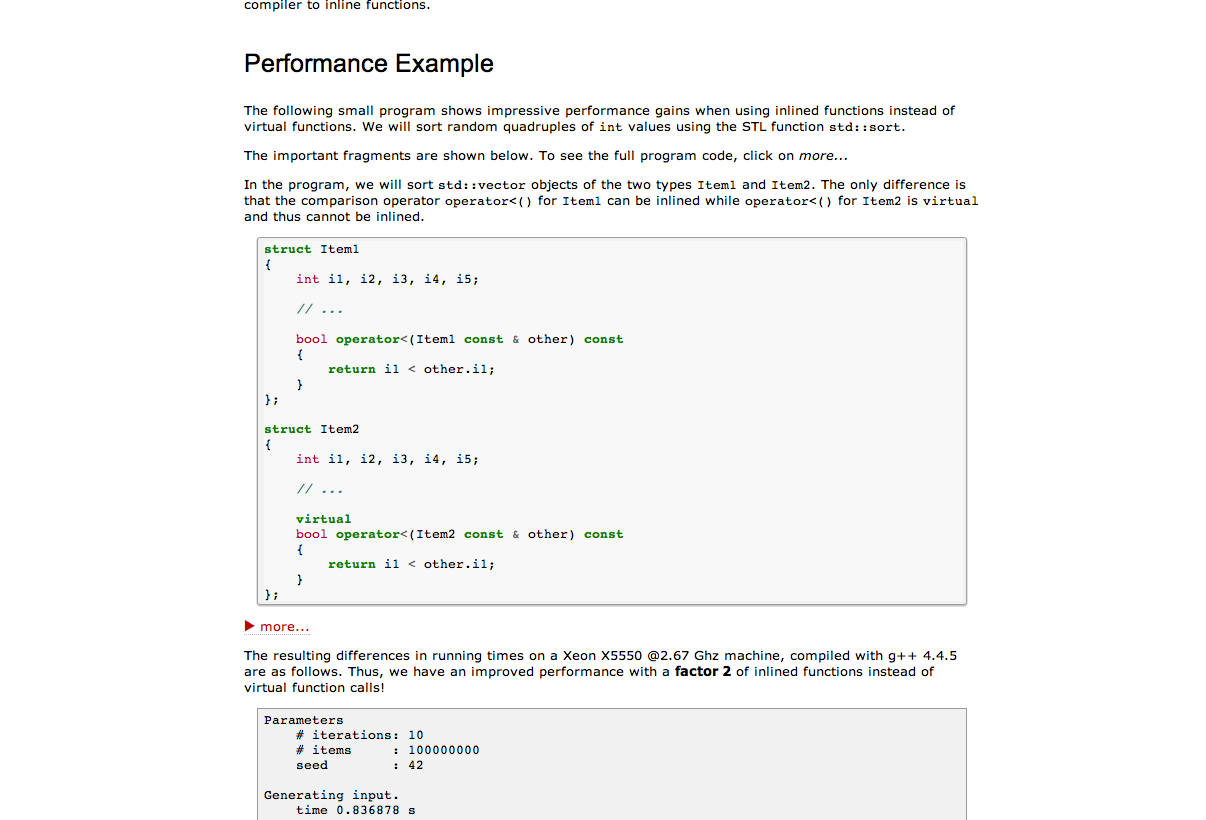 compiler to inline functions.
Performance Example
The following small program shows impressive performance gains when using inlined functions instead of
virtual functions. We will sort random quadruples of int values using the STL function std::sort.
The important fragments are shown below. To see the full program code, click on more...
In the program, we will sort std::vector objects of the two types Item1 and Item2. The only difference is
that the comparison operator operator<() for Item1 can be inlined while operator<() for Item2 is virtual
and thus cannot be inlined.
struct Item1
{
    int i1, i2, i3, i4, i5;
    // ...
    bool operator<(Item1 const & other) const
    {
        return i1 < other.i1;
    }
};
struct Item2
{
    int i1, i2, i3, i4, i5;
    // ...
    virtual
    bool operator<(Item2 const & other) const
    {
        return i1 < other.i1;
    }
};
▶ more...
The resulting differences in running times on a Xeon X5550 @2.67 Ghz machine, compiled with g++ 4.4.5
are as follows. Thus, we have an improved performance with a factor 2 of inlined functions instead of
virtual function calls!
Parameters
    # iterations: 10
    # items     : 100000000
    seed        : 42
Generating input.
    time 0.836878 s